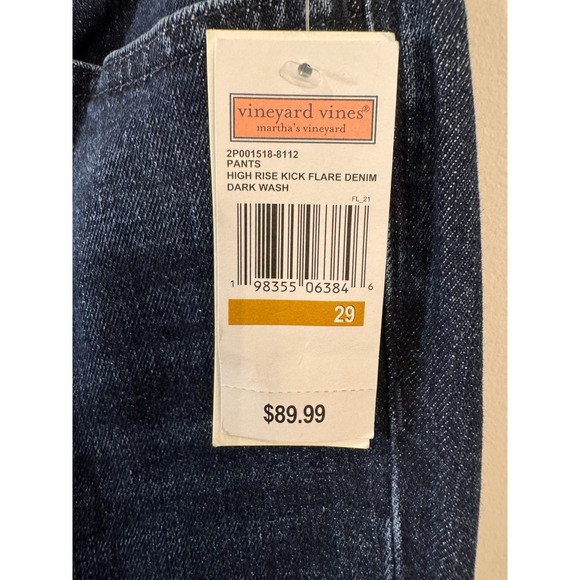 vineyard vines®
martha's vineyard
2P001518-8112
PANTS
HIGH RISE KICK FLARE DENIM
DARK WASH
FL_21
1 98355 06384 6
29
$89.99